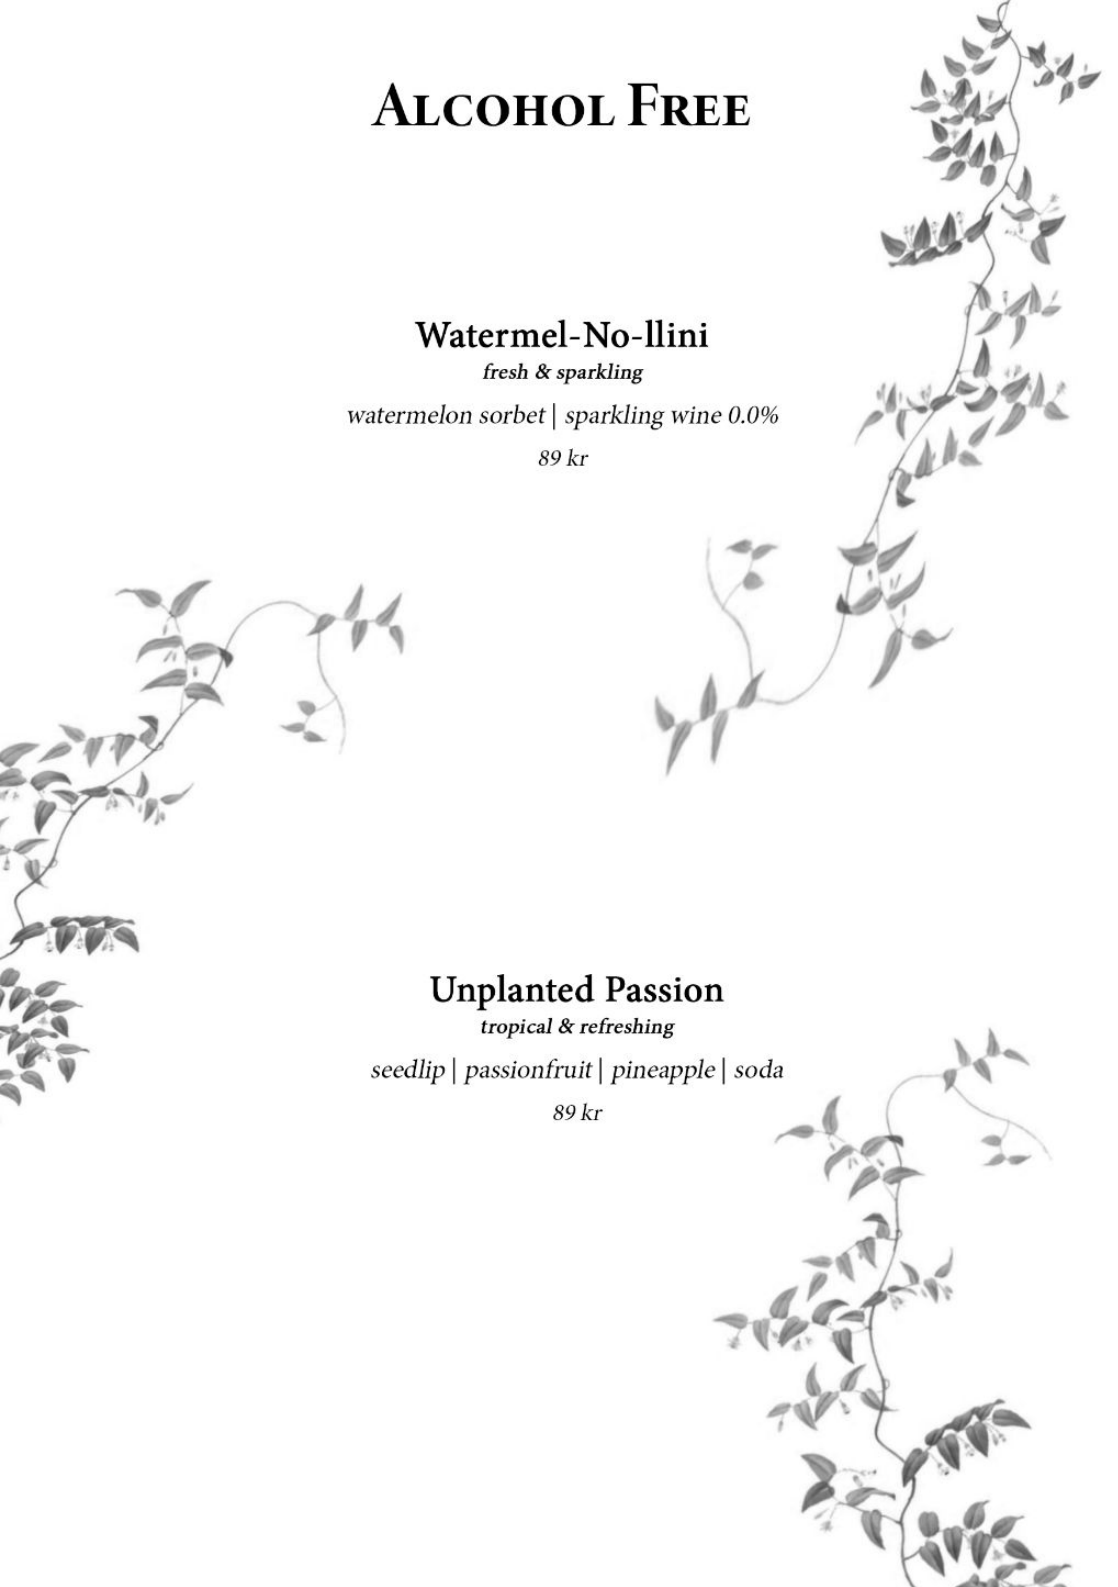 Alcohol Free
Watermel-No-llini
fresh & sparkling
watermelon sorbet | sparkling wine 0.0%
89 kr
Unplanted Passion
tropical & refreshing
seedlip | passionfruit | pineapple | soda
89 kr